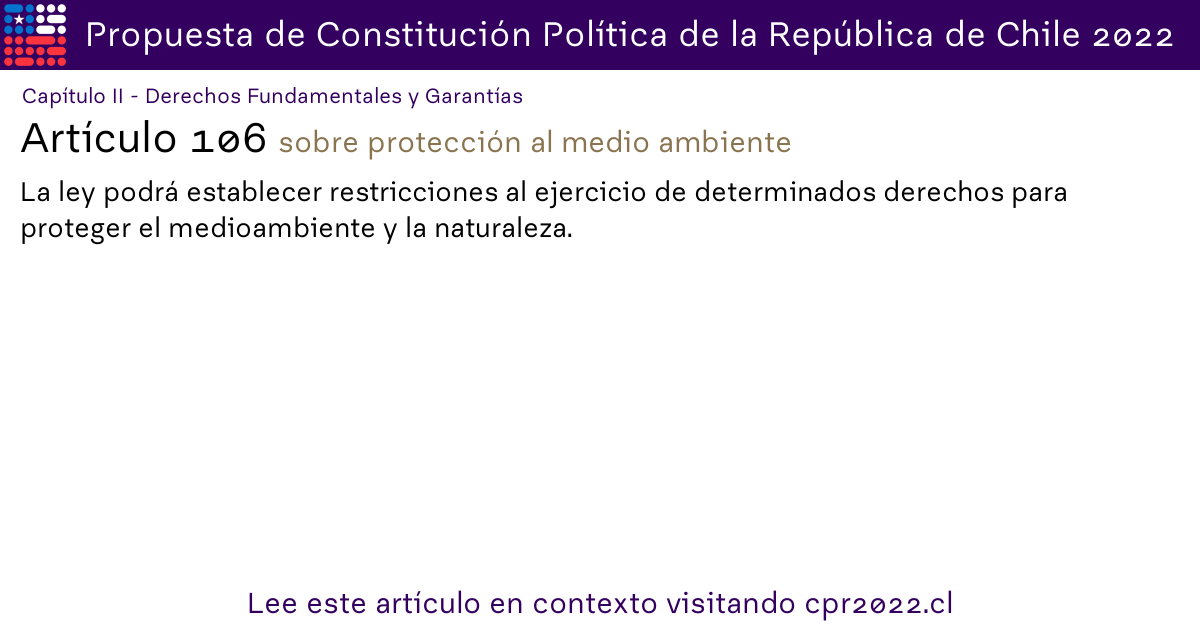 Propuesta de Constitución Política de la República de Chile 2022
Capítulo II - Derechos Fundamentales y Garantías
Artículo 106 sobre protección al medio ambiente
La ley podrá establecer restricciones al ejercicio de determinados derechos para
proteger el medioambiente y la naturaleza.
Lee este artículo en contexto visitando cpr2022.cl